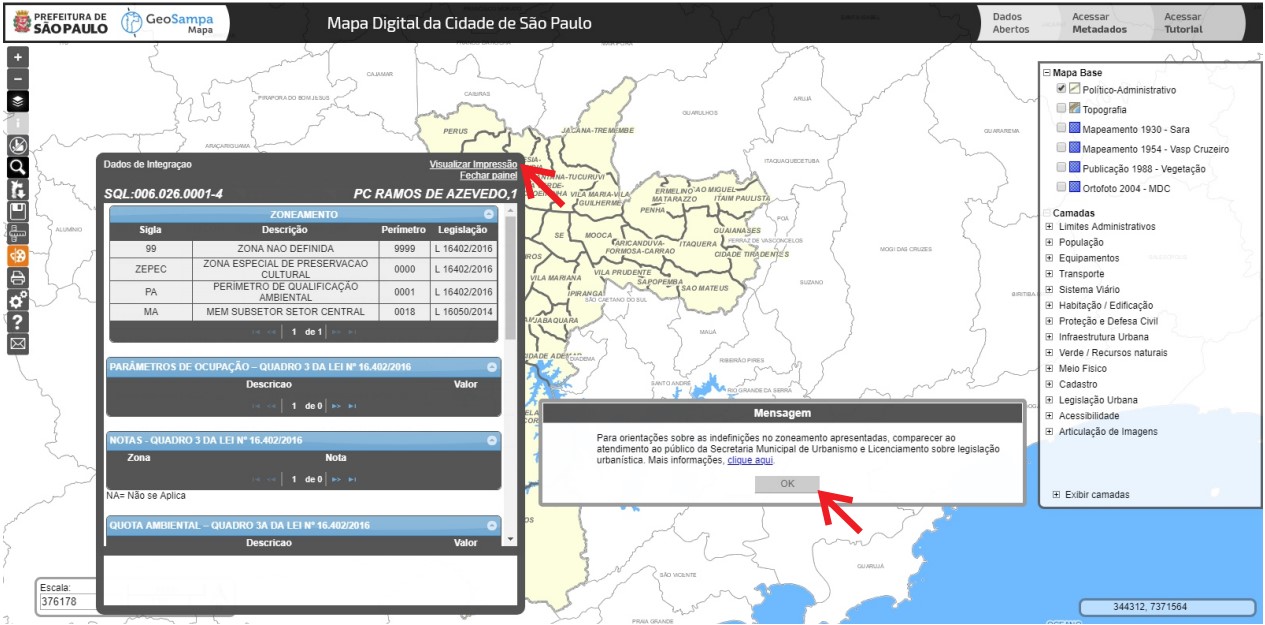 PREFEITURA DE
SÃO PAULO
GeoSampa
Mapa
Mapa Digital da Cidade de São Paulo
Dados
Abertos
Acessar
Metadados
Acessar
Tutorial
CAJAMAR
PIRAPORA DO BOM JESUS
CAIEIRAS
GUARULHOS
ARUJÁ
GUARAREMA
ARAÇARIGUAMA
PERUS
JACANA-TREMEMBE
ITAQUAQUECETUBA
Dados de Integraçao
Visualizar Impressão
Fechar painel
SQL:006.026.0001-4
PC RAMOS DE AZEVEDO,1
ZONEAMENTO
Sigla Descrição Perímetro Legislação
99 ZONA NAO DEFINIDA 9999 L 16402/2016
ZEPEC ZONA ESPECIAL DE PRESERVACAO CULTURAL 0000 L 16402/2016
PA PERÍMETRO DE QUALIFICAÇÃO AMBIENTAL 0001 L 16402/2016
MA MEM SUBSETOR SETOR CENTRAL 0018 L 16050/2014
1 de 1
PARÂMETROS DE OCUPAÇÃO – QUADRO 3 DA LEI Nº 16.402/2016
Descricao Valor
1 de 0
NOTAS - QUADRO 3 DA LEI Nº 16.402/2016
Zona Nota
1 de 0
NA= Não se Aplica
QUOTA AMBIENTAL – QUADRO 3A DA LEI Nº 16.402/2016
Descricao Valor
Escala:
376178
ALUMÍNIO
VILA MARIA-VILA
GUILHERME
ERMELINO
MATARAZZO
ITAIM PAULISTA
PENHA
POA
SE
MOOCA
ARICANDUVA-
FORMOSA-CARRAO
ITAQUERA
GUAIANASES
FERRAZ DE VASCONCELOS
CIDADE TIRADENTES
MOGI DAS CRUZES
VILA MARIANA
VILA PRUDENTE
SAPOPEMBA
SAO MATEUS
IPIRANGA
SÃO CAETANO DO SUL
SUZANO
JABAQUARA
MAUÁ
DIADEMA
RIBEIRÃO PIRES
SANTO ANDRÉ
RIO GRANDE DA SERRA
Mensagem
Para orientações sobre as indefinições no zoneamento apresentadas, comparecer ao
atendimento ao público da Secretaria Municipal de Urbanismo e Licenciamento sobre legislação
urbanística. Mais informações, clique aqui.
OK
SÃO VICENTE
GUARUJÁ
PRAIA GRANDE
OCEANO
Mapa Base
Político-Administrativo
Topografia
Mapeamento 1930 - Sara
Mapeamento 1954 - Vasp Cruzeiro
Publicação 1988 - Vegetação
Ortofoto 2004 - MDC
Camadas
Limites Administrativos
População
Equipamentos
Transporte
Sistema Viário
Habitação / Edificação
Proteção e Defesa Civil
Infraestrutura Urbana
Verde / Recursos naturais
Meio Fisico
Cadastro
Legislação Urbana
Acessibilidade
Articulação de Imagens
Exibir camadas
344312, 7371564